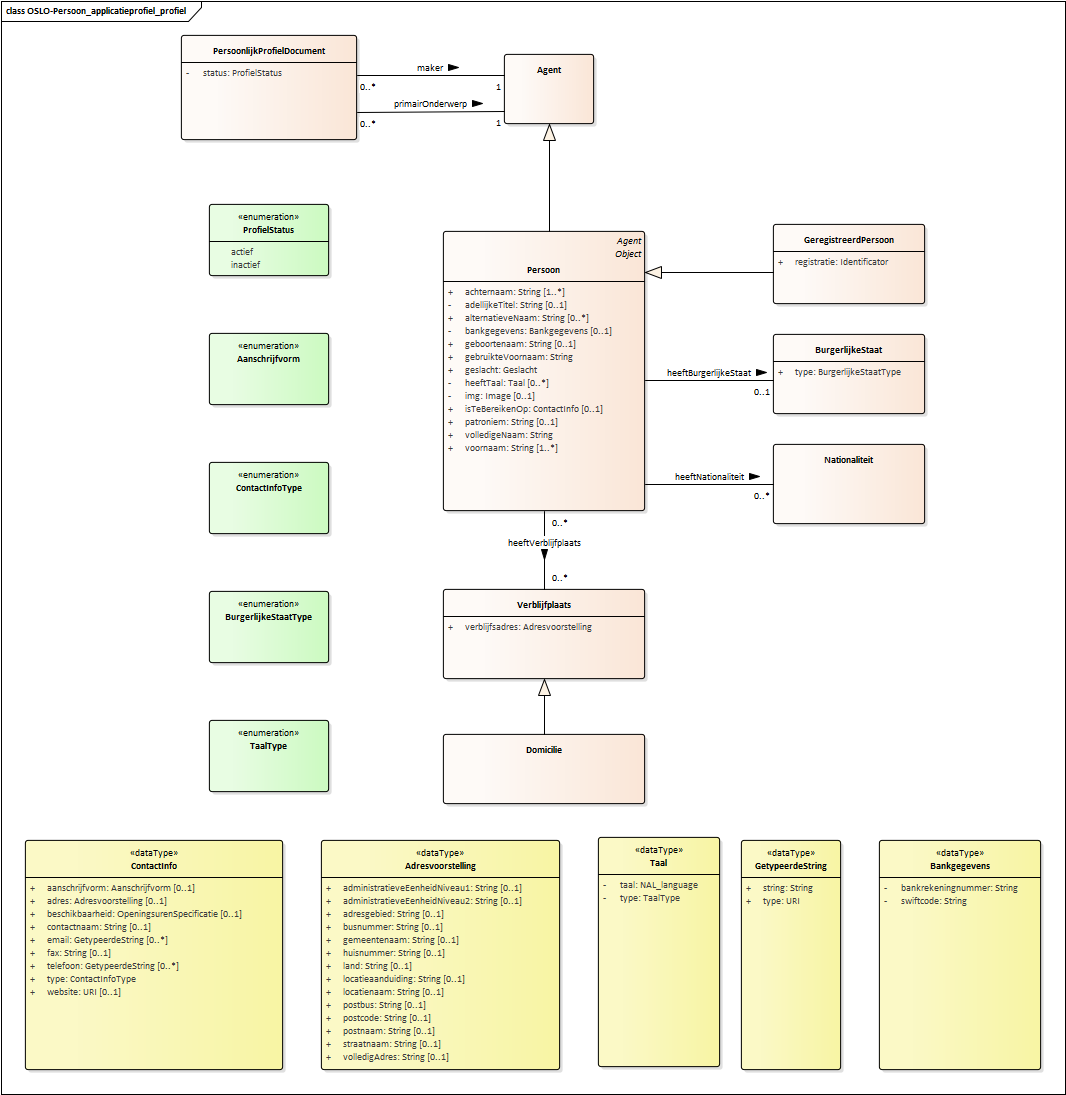 class OSLO-Persoon_applicatieprofiel_profiel
PersoonlijkProfielDocument
- status: ProfielStatus
maker
0..*
1
primairOnderwerp
0..*
1
Agent
«enumeration»
ProfielStatus
actief
inactief
«enumeration»
Aanschrijfvorm
«enumeration»
ContactInfoType
«enumeration»
BurgerlijkeStaatType
«enumeration»
TaalType
Agent
Object
Persoon
+ achternaam: String [1..*]
- adellijkeTitel: String [0..1]
+ alternatieveNaam: String [0..*]
- bankgegevens: Bankgegevens [0..1]
+ geboortenaam: String [0..1]
+ gebruikteVoornaam: String
+ geslacht: Geslacht
- heeftTaal: Taal [0..*]
- img: Image [0..1]
+ isTeBereikenOp: ContactInfo [0..1]
+ patroniem: String [0..1]
+ volledigeNaam: String
+ voornaam: String [1..*]
GeregistreerdPersoon
+ registratie: Identificator
heeftBurgerlijkeStaat
0..1
BurgerlijkeStaat
+ type: BurgerlijkeStaatType
heeftNationaliteit
0..*
Nationaliteit
0..*
heeftVerblijfplaats
0..*
Verblijfplaats
+ verblijfsadres: Adresvoorstelling
Domicilie
«dataType»
ContactInfo
+ aanschrijfvorm: Aanschrijfvorm [0..1]
+ adres: Adresvoorstelling [0..1]
+ beschikbaarheid: OpeningsurenSpecificatie [0..1]
+ contactnaam: String [0..1]
+ email: GetypeerdeString [0..*]
+ fax: String [0..1]
+ telefoon: GetypeerdeString [0..*]
+ type: ContactInfoType
+ website: URI [0..1]
«dataType»
Adresvoorstelling
+ administratieveEenheidNiveau1: String [0..1]
+ administratieveEenheidNiveau2: String [0..1]
+ adresgebied: String [0..1]
+ busnummer: String [0..1]
+ gemeentenaam: String [0..1]
+ huisnummer: String [0..1]
+ land: String [0..1]
+ locatieaanduiding: String [0..1]
+ locatienaam: String [0..1]
+ postbus: String [0..1]
+ postcode: String [0..1]
+ postnaam: String [0..1]
+ straatnaam: String [0..1]
+ volledigAdres: String [0..1]
«dataType»
Taal
- taal: NAL_language
- type: TaalType
«dataType»
GetypeerdeString
+ string: String
+ type: URI
«dataType»
Bankgegevens
- bankrekeningnummer: String
- swiftcode: String